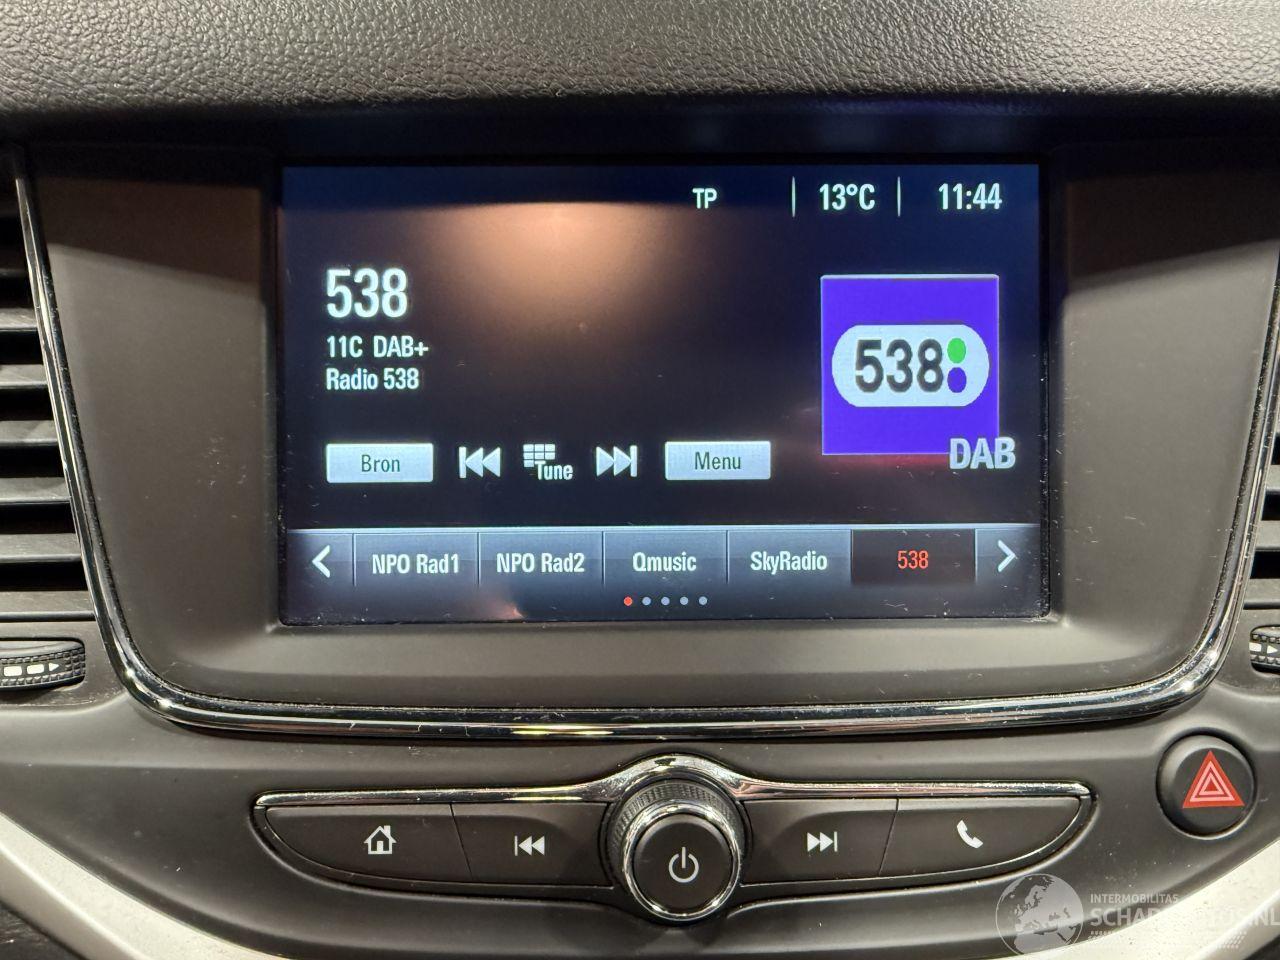 TP 13°C 11:44
538
11C DAB+
Radio 538
538
DAB
Bron Tune Menu
NPO Rad1 NPO Rad2 Qmusic SkyRadio 538
INTERMOBILITAS